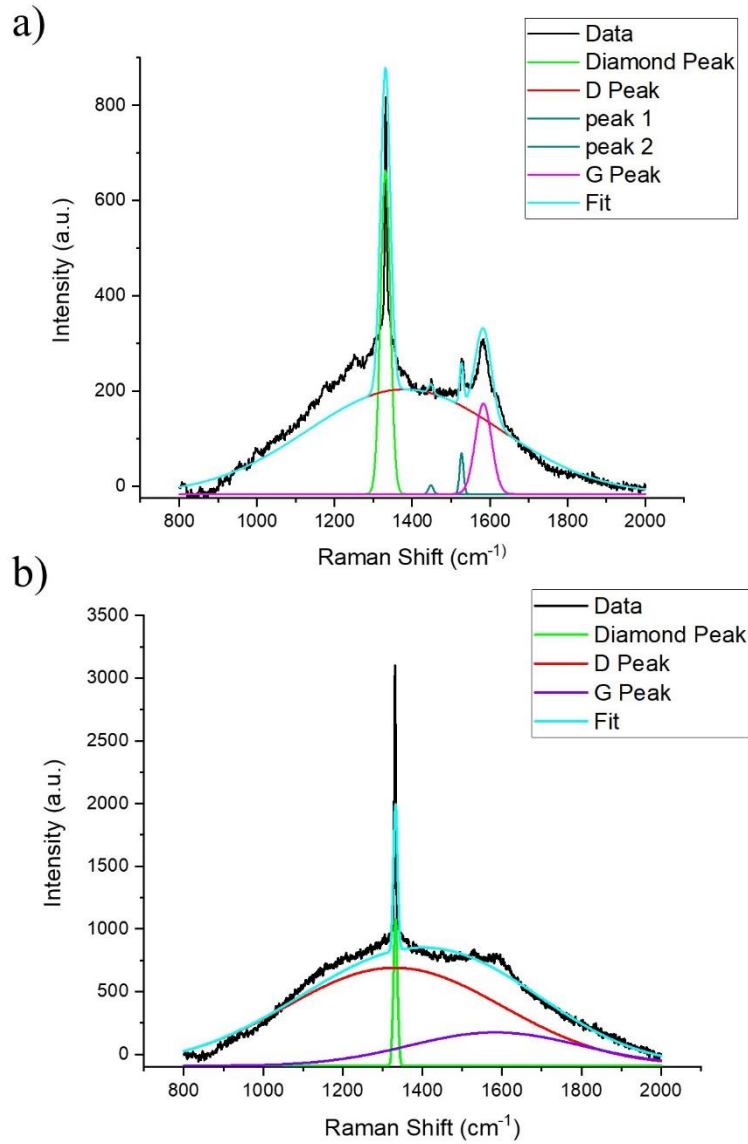 a)
Data
Diamond Peak
D Peak
peak 1
peak 2
G Peak
Fit
800
600
400
200
0
Intensity (a.u.)
800 1000 1200 1400 1600 1800 2000
Raman Shift (cm⁻¹)
b)
Data
Diamond Peak
D Peak
G Peak
Fit
3500
3000
2500
2000
1500
1000
500
0
Intensity (a.u.)
800 1000 1200 1400 1600 1800 2000
Raman Shift (cm⁻¹)